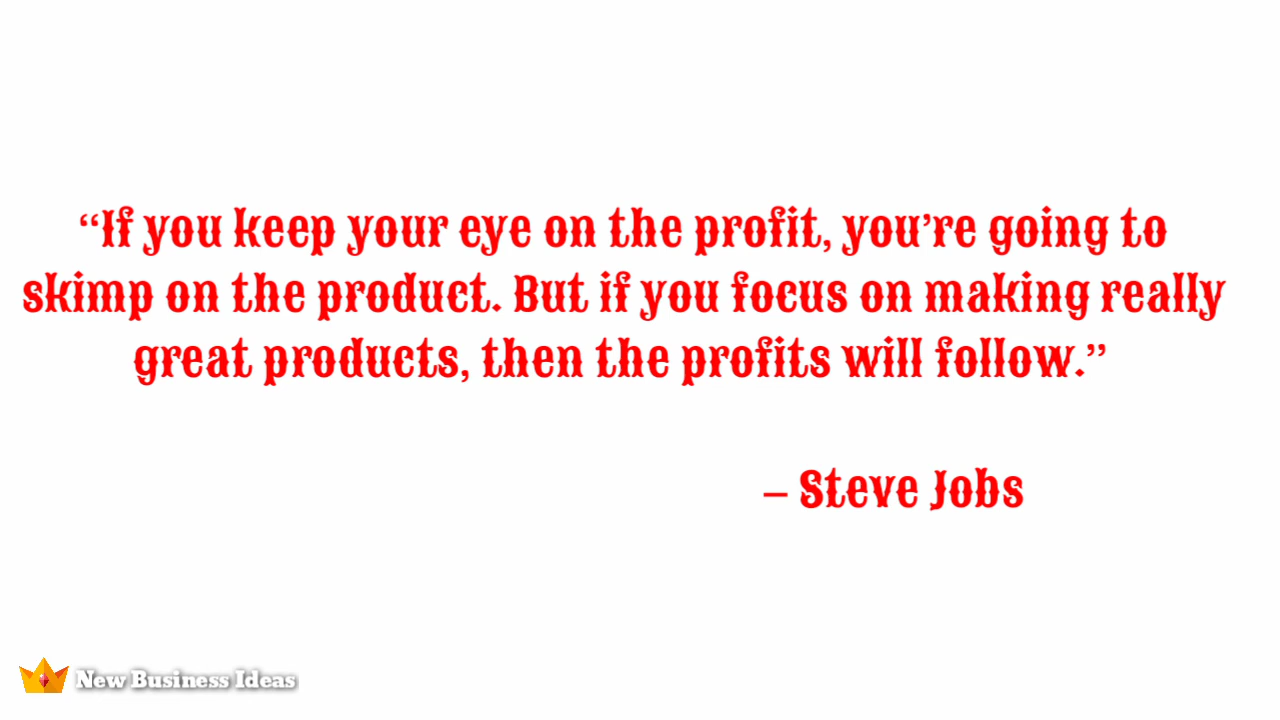 “If you keep your eye on the profit, you’re going to
skimp on the product. But if you focus on making really
great products, then the profits will follow.”
– Steve Jobs
New Business Ideas